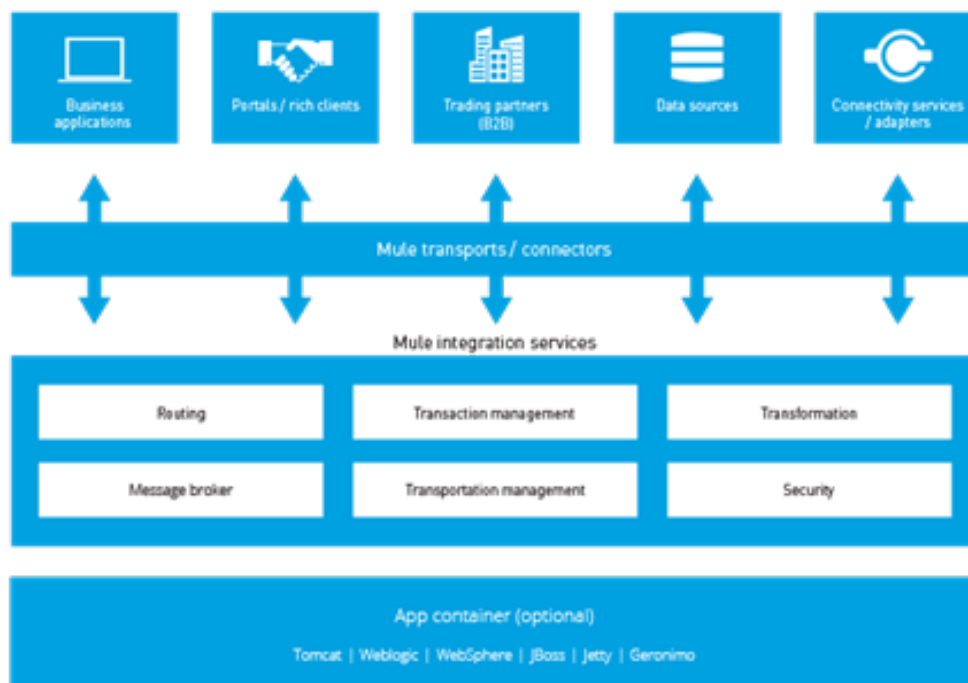 Business
applications
Portals / rich clients
Trading partners
(B2B)
Data sources
Connectivity services
/ adapters
Mule transports / connectors
Mule integration services
Routing
Transaction management
Transformation
Message broker
Transportation management
Security
App container (optional)
Tomcat | Weblogic | WebSphere | JBoss | Jetty | Geronimo